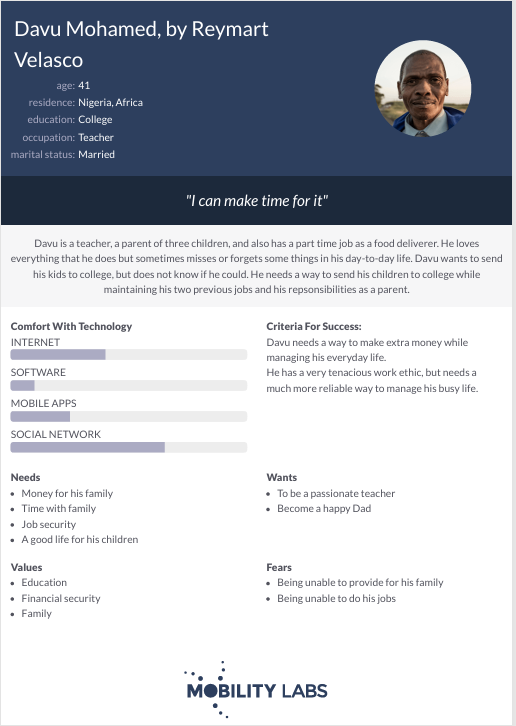 Davu Mohamed, by Reymart
Velasco
age: 41
residence: Nigeria, Africa
education: College
occupation: Teacher
marital status: Married
"I can make time for it"
Davu is a teacher, a parent of three children, and also has a part time job as a food deliverer. He loves
everything that he does but sometimes misses or forgets some things in his day-to-day life. Davu wants to send
his kids to college, but does not know if he could. He needs a way to send his children to college while
maintaining his two previous jobs and his repsonsibilities as a parent.
Comfort With Technology
INTERNET
SOFTWARE
MOBILE APPS
SOCIAL NETWORK
Criteria For Success:
Davu needs a way to make extra money while
managing his everyday life.
He has a very tenacious work ethic, but needs a
much more reliable way to manage his busy life.
Needs
• Money for his family
• Time with family
• Job security
• A good life for his children
Wants
• To be a passionate teacher
• Become a happy Dad
Values
• Education
• Financial security
• Family
Fears
• Being unable to provide for his family
• Being unable to do his jobs
MOBILITY LABS